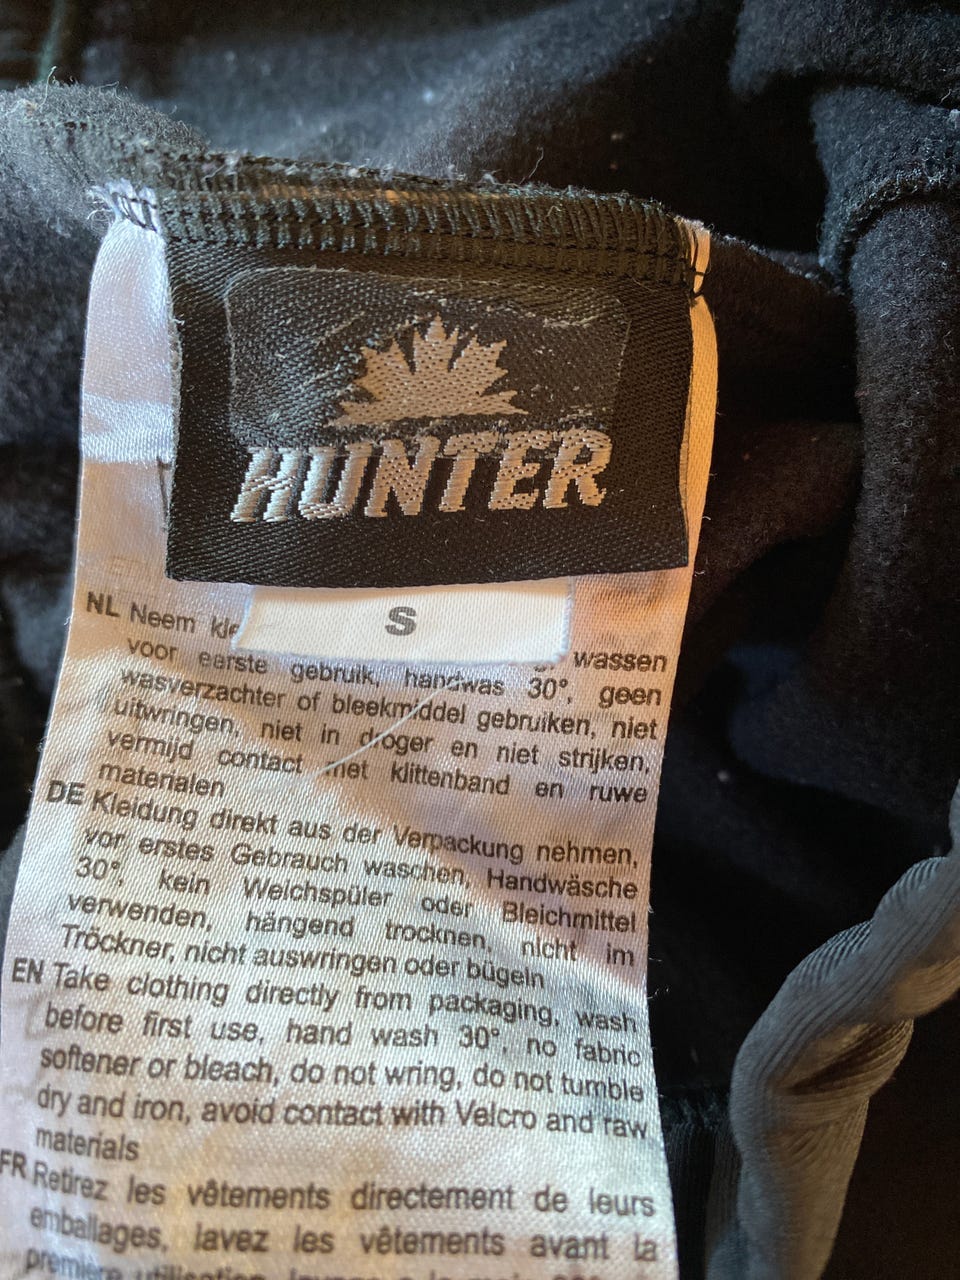 HUNTER
S
NL Neem wassen
voor eerste gebruik, handwas 30°, geen
wasverzachter of bleekmiddel gebruiken, niet
uitwringen, niet in droger en niet strijken,
vermijd contact met klittenband en ruwe
materialen
DE Kleidung direkt aus der Verpackung nehmen,
vor erstes Gebrauch waschen, Handwäsche
30°, kein Weichspüler oder Bleichmittel
verwenden, hängend trocknen, nicht im
Tröckner, nicht auswringen oder bügeln
EN Take clothing directly from packaging, wash
before first use, hand wash 30°, no fabric
softener or bleach, do not wring, do not tumble
dry and iron, avoid contact with Velcro and raw
materials
FR Retirez les vêtements directement de leurs
emballages, lavez les vêtements avant la
première utilisation,